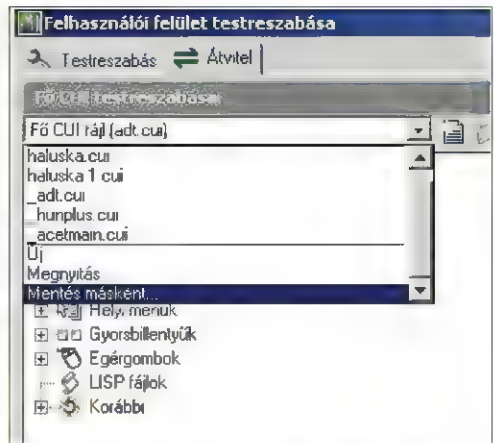 Felhasználói felület testreszabása
Testreszabás Átvitel
Fő CUI testreszabásai
Fő CUI fájl (adt.cui)
haluska.cui
haluska 1 cui
_adt.cui
_hunplus.cui
_acetmain.cui
Új
Megnyitás
Mentés másként...
Helyi menük
Gyorsbillentyűk
Egérgombok
LISP fájlok
Korábbi